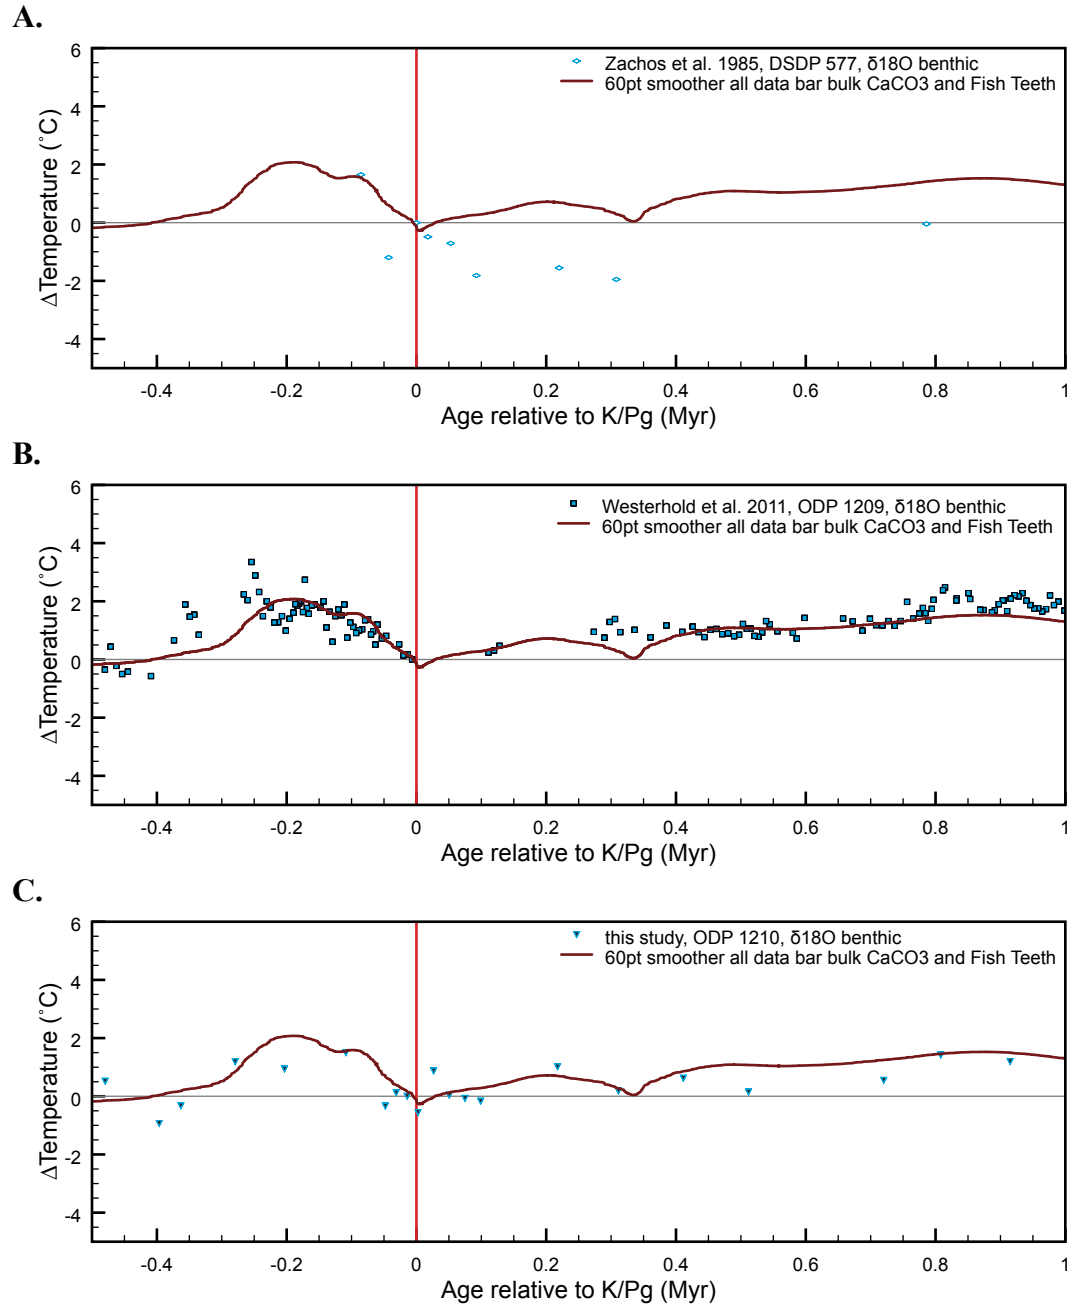 A.
Zachos et al. 1985, DSDP 577, δ18O benthic
60pt smoother all data bar bulk CaCO3 and Fish Teeth
6
4
2
0
-2
-4
ΔTemperature (˚C)
-0.4 -0.2 0 0.2 0.4 0.6 0.8 1
Age relative to K/Pg (Myr)
B.
Westerhold et al. 2011, ODP 1209, δ18O benthic
60pt smoother all data bar bulk CaCO3 and Fish Teeth
6
4
2
0
-2
-4
ΔTemperature (˚C)
-0.4 -0.2 0 0.2 0.4 0.6 0.8 1
Age relative to K/Pg (Myr)
C.
this study, ODP 1210, δ18O benthic
60pt smoother all data bar bulk CaCO3 and Fish Teeth
6
4
2
0
-2
-4
ΔTemperature (˚C)
-0.4 -0.2 0 0.2 0.4 0.6 0.8 1
Age relative to K/Pg (Myr)